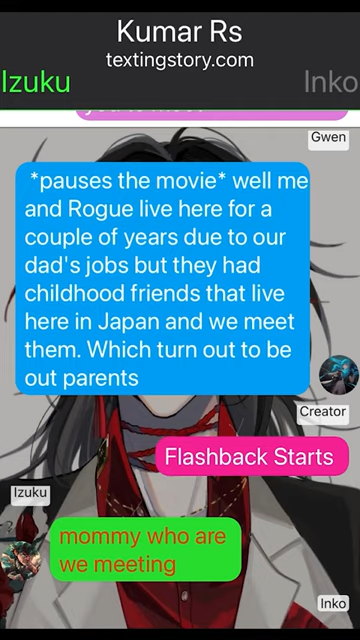 Kumar Rs
textingstory.com
Izuku
Inko
Gwen
*pauses the movie* well me
and Rogue live here for a
couple of years due to our
dad's jobs but they had
childhood friends that live
here in Japan and we meet
them. Which turn out to be
out parents
Creator
Flashback Starts
Izuku
mommy who are
we meeting
Inko